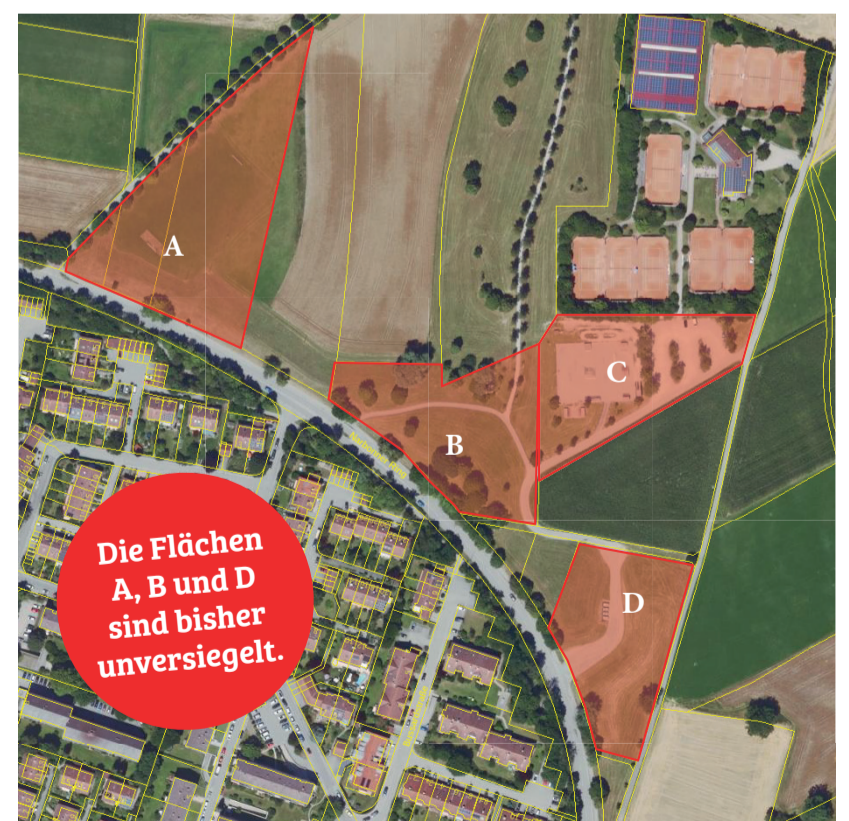 A
B
C
D
Die Flächen
A, B und D
sind bisher
unversiegelt.